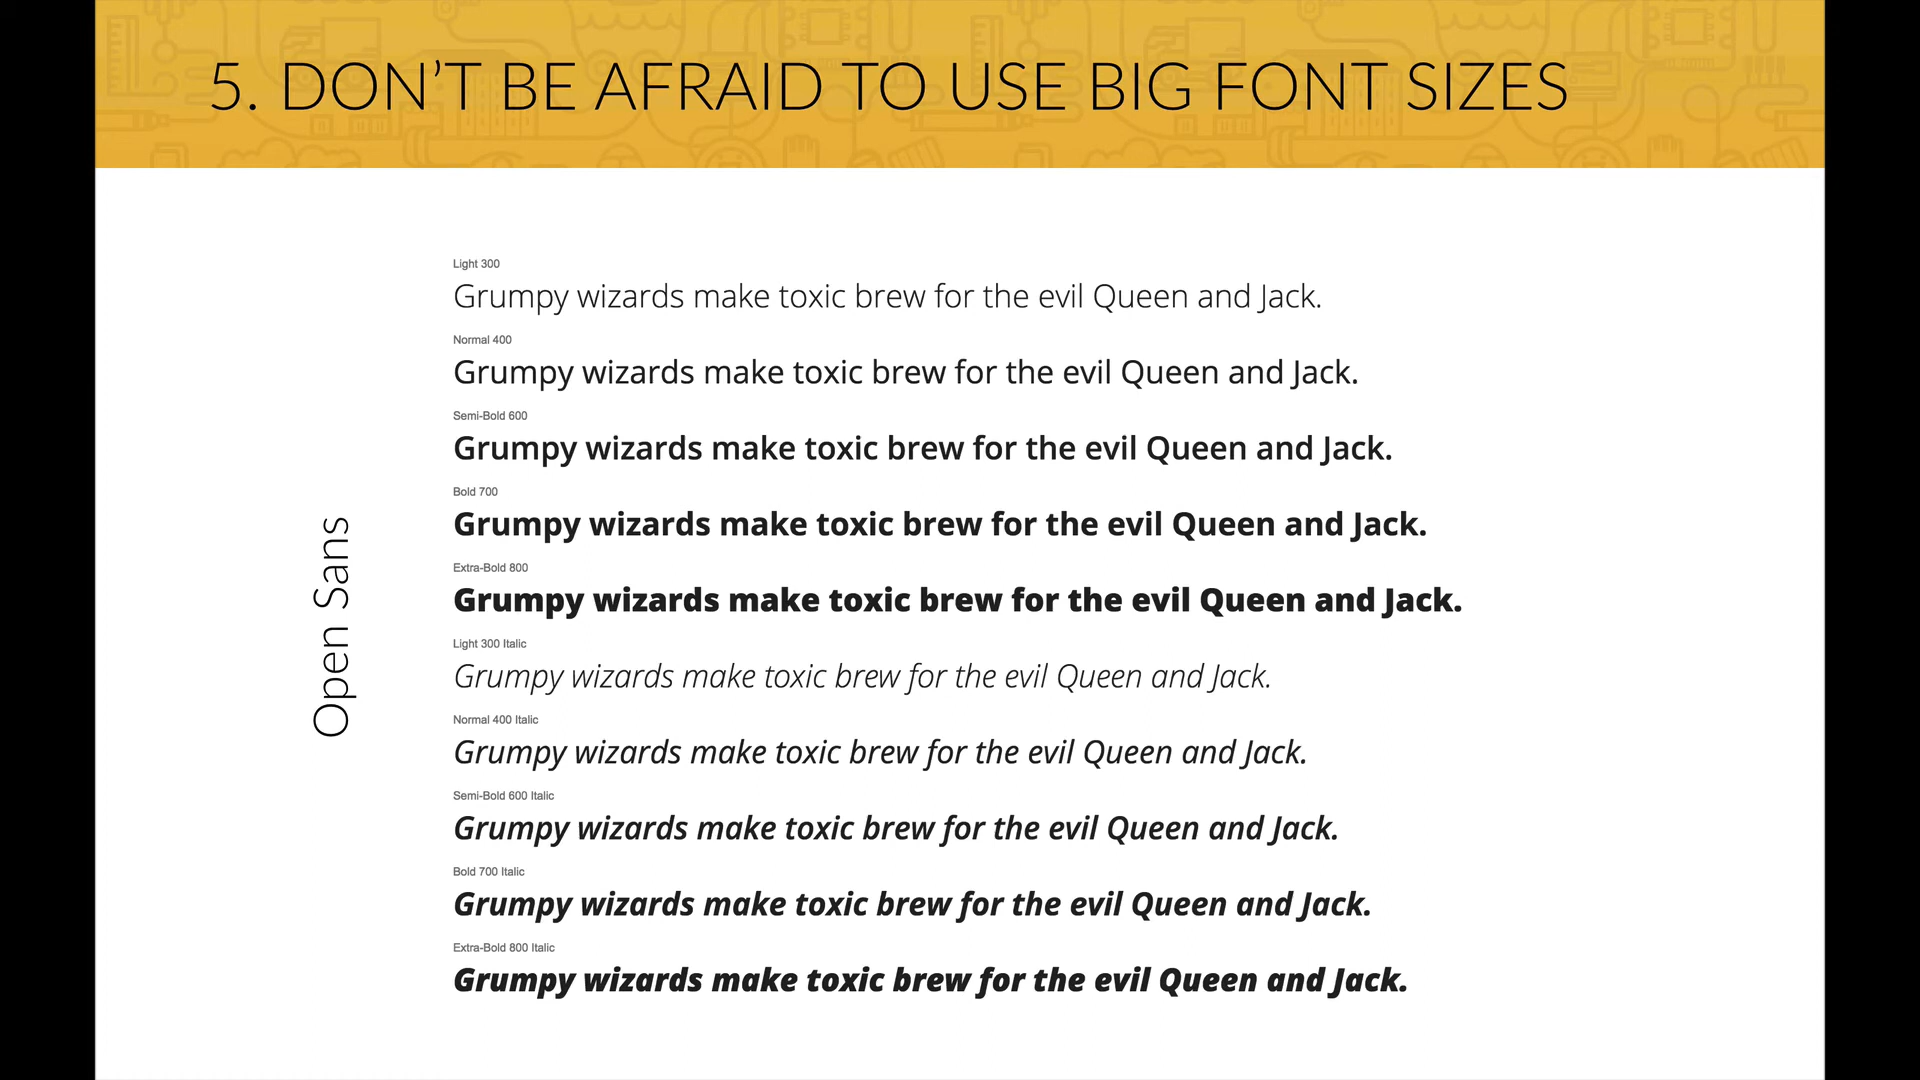 5. DON'T BE AFRAID TO USE BIG FONT SIZES
Open Sans
Light 300
Grumpy wizards make toxic brew for the evil Queen and Jack.
Normal 400
Grumpy wizards make toxic brew for the evil Queen and Jack.
Semi-Bold 600
Grumpy wizards make toxic brew for the evil Queen and Jack.
Bold 700
Grumpy wizards make toxic brew for the evil Queen and Jack.
Extra-Bold 800
Grumpy wizards make toxic brew for the evil Queen and Jack.
Light 300 Italic
Grumpy wizards make toxic brew for the evil Queen and Jack.
Normal 400 Italic
Grumpy wizards make toxic brew for the evil Queen and Jack.
Semi-Bold 600 Italic
Grumpy wizards make toxic brew for the evil Queen and Jack.
Bold 700 Italic
Grumpy wizards make toxic brew for the evil Queen and Jack.
Extra-Bold 800 Italic
Grumpy wizards make toxic brew for the evil Queen and Jack.